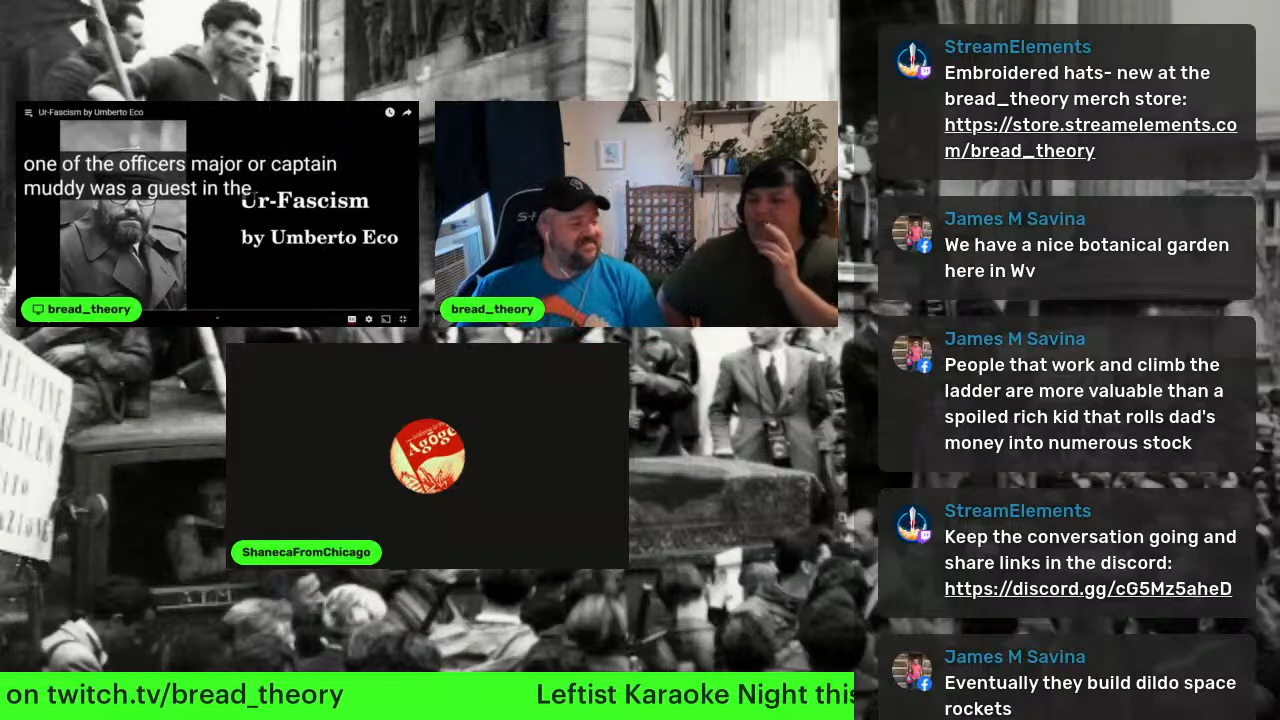 Ur-Fascism by Umberto Eco
one of the officers major or captain
muddy was a guest in the
Ur-Fascism
by Umberto Eco
bread_theory
bread_theory
Agōge
ShanecaFromChicago
on twitch.tv/bread_theory
Leftist Karaoke Night this
StreamElements
Embroidered hats- new at the
bread_theory merch store:
https://store.streamelements.co
m/bread_theory
James M Savina
We have a nice botanical garden
here in Wv
James M Savina
People that work and climb the
ladder are more valuable than a
spoiled rich kid that rolls dad's
money into numerous stock
StreamElements
Keep the conversation going and
share links in the discord:
https://discord.gg/cG5Mz5aheD
James M Savina
Eventually they build dildo space
rockets